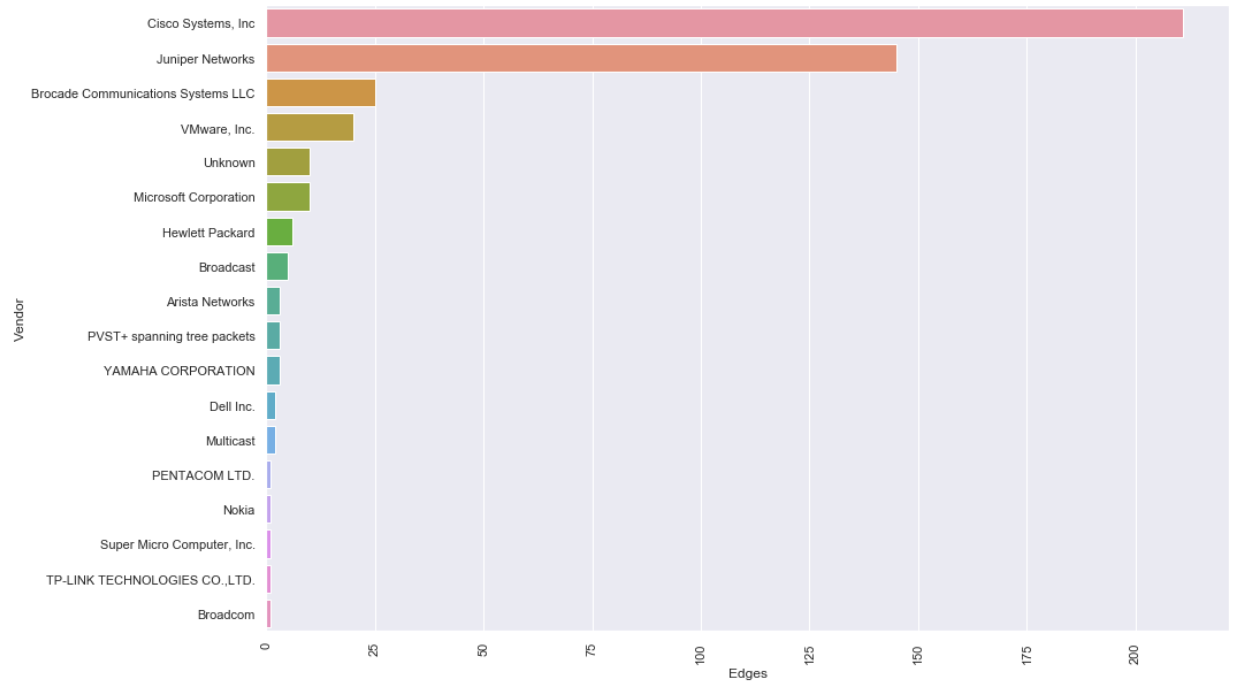 Cisco Systems, Inc
Juniper Networks
Brocade Communications Systems LLC
VMware, Inc.
Unknown
Microsoft Corporation
Hewlett Packard
Broadcast
Arista Networks
PVST+ spanning tree packets
YAMAHA CORPORATION
Dell Inc.
Multicast
PENTACOM LTD.
Nokia
Super Micro Computer, Inc.
TP-LINK TECHNOLOGIES CO.,LTD.
Broadcom
Vendor
0 25 50 75 100 125 150 175 200
Edges